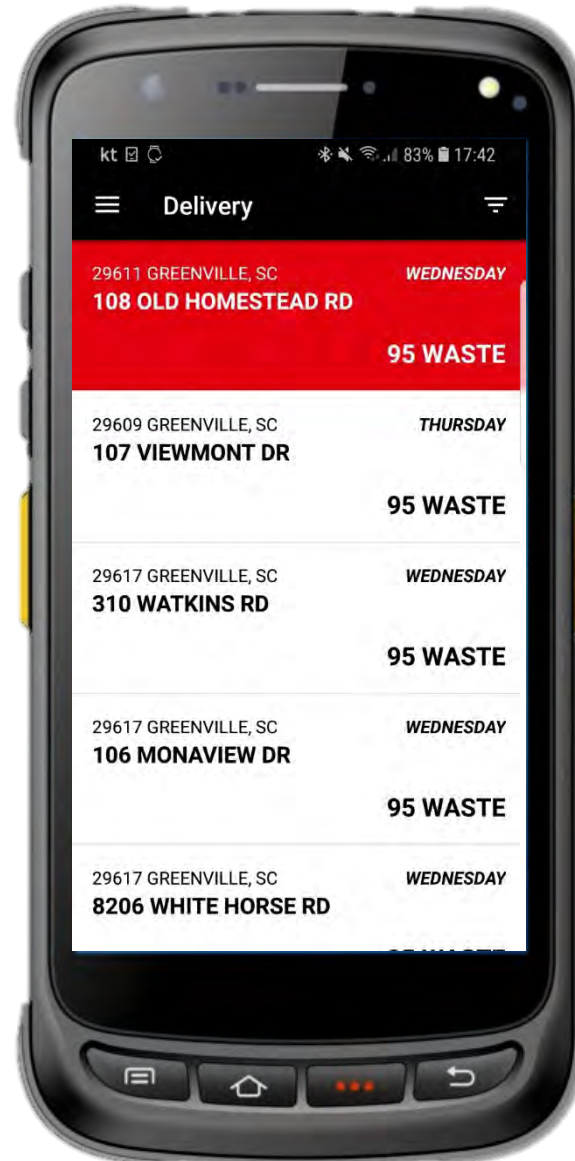 kt 83% 17:42
Delivery
29611 GREENVILLE, SC WEDNESDAY
108 OLD HOMESTEAD RD
95 WASTE
29609 GREENVILLE, SC THURSDAY
107 VIEWMONT DR
95 WASTE
29617 GREENVILLE, SC WEDNESDAY
310 WATKINS RD
95 WASTE
29617 GREENVILLE, SC WEDNESDAY
106 MONAVIEW DR
95 WASTE
29617 GREENVILLE, SC WEDNESDAY
8206 WHITE HORSE RD